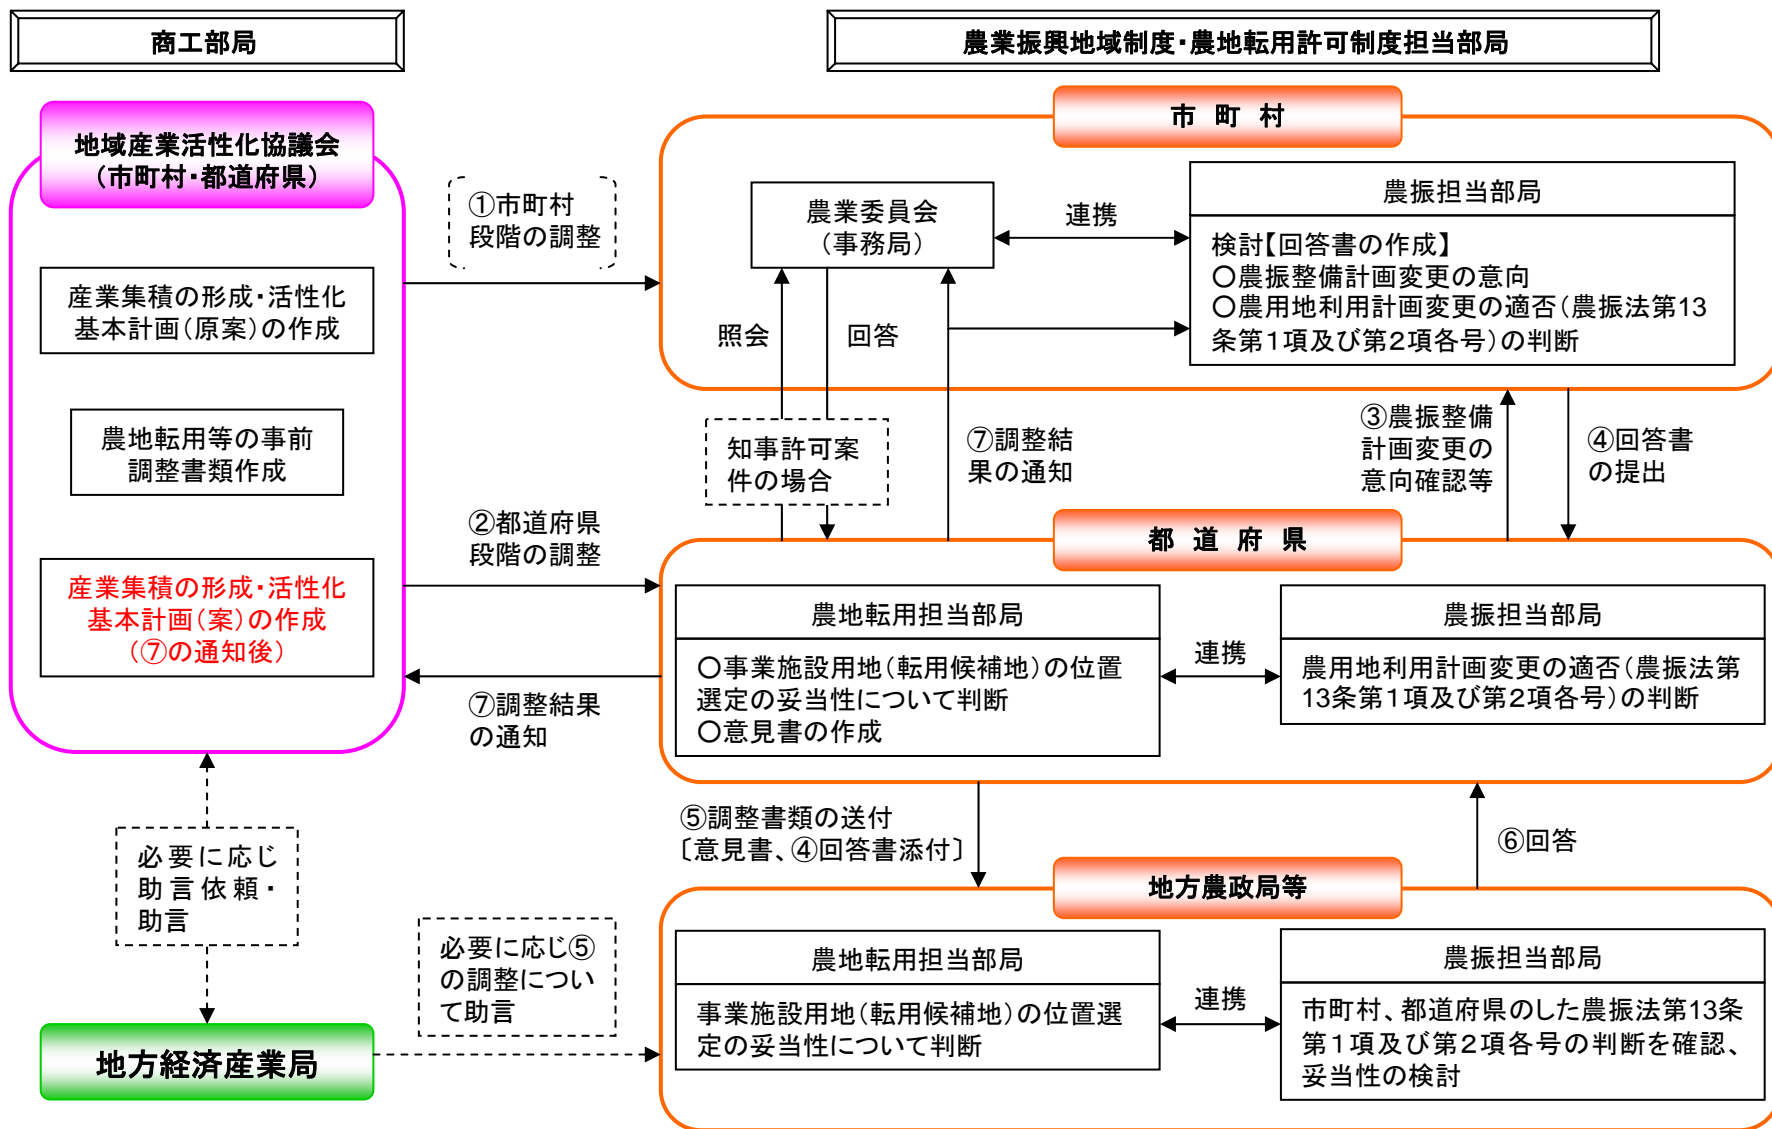 商工部局
農業振興地域制度・農地転用許可制度担当部局
地域産業活性化協議会
(市町村・都道府県)
産業集積の形成・活性化
基本計画(原案)の作成
農地転用等の事前
調整書類作成
産業集積の形成・活性化
基本計画(案)の作成
(⑦の通知後)
①市町村
段階の調整
②都道府県
段階の調整
⑦調整結果
の通知
市 町 村
農業委員会
(事務局)
連携
農振担当部局
検討【回答書の作成】
○農振整備計画変更の意向
○農用地利用計画変更の適否(農振法第13
条第1項及び第2項各号)の判断
照会
回答
知事許可案
件の場合
⑦調整結
果の通知
③農振整備
計画変更の
意向確認等
④回答書
の提出
都 道 府 県
農地転用担当部局
○事業施設用地(転用候補地)の位置
選定の妥当性について判断
○意見書の作成
連携
農振担当部局
農用地利用計画変更の適否(農振法第
13条第1項及び第2項各号)の判断
⑤調整書類の送付
〔意見書、④回答書添付〕
⑥回答
必要に応じ
助言依頼・
助言
地方経済産業局
必要に応じ⑤
の調整につい
て助言
地方農政局等
農地転用担当部局
事業施設用地(転用候補地)の位置選
定の妥当性について判断
連携
農振担当部局
市町村、都道府県のした農振法第13条
第1項及び第2項各号の判断を確認、
妥当性の検討